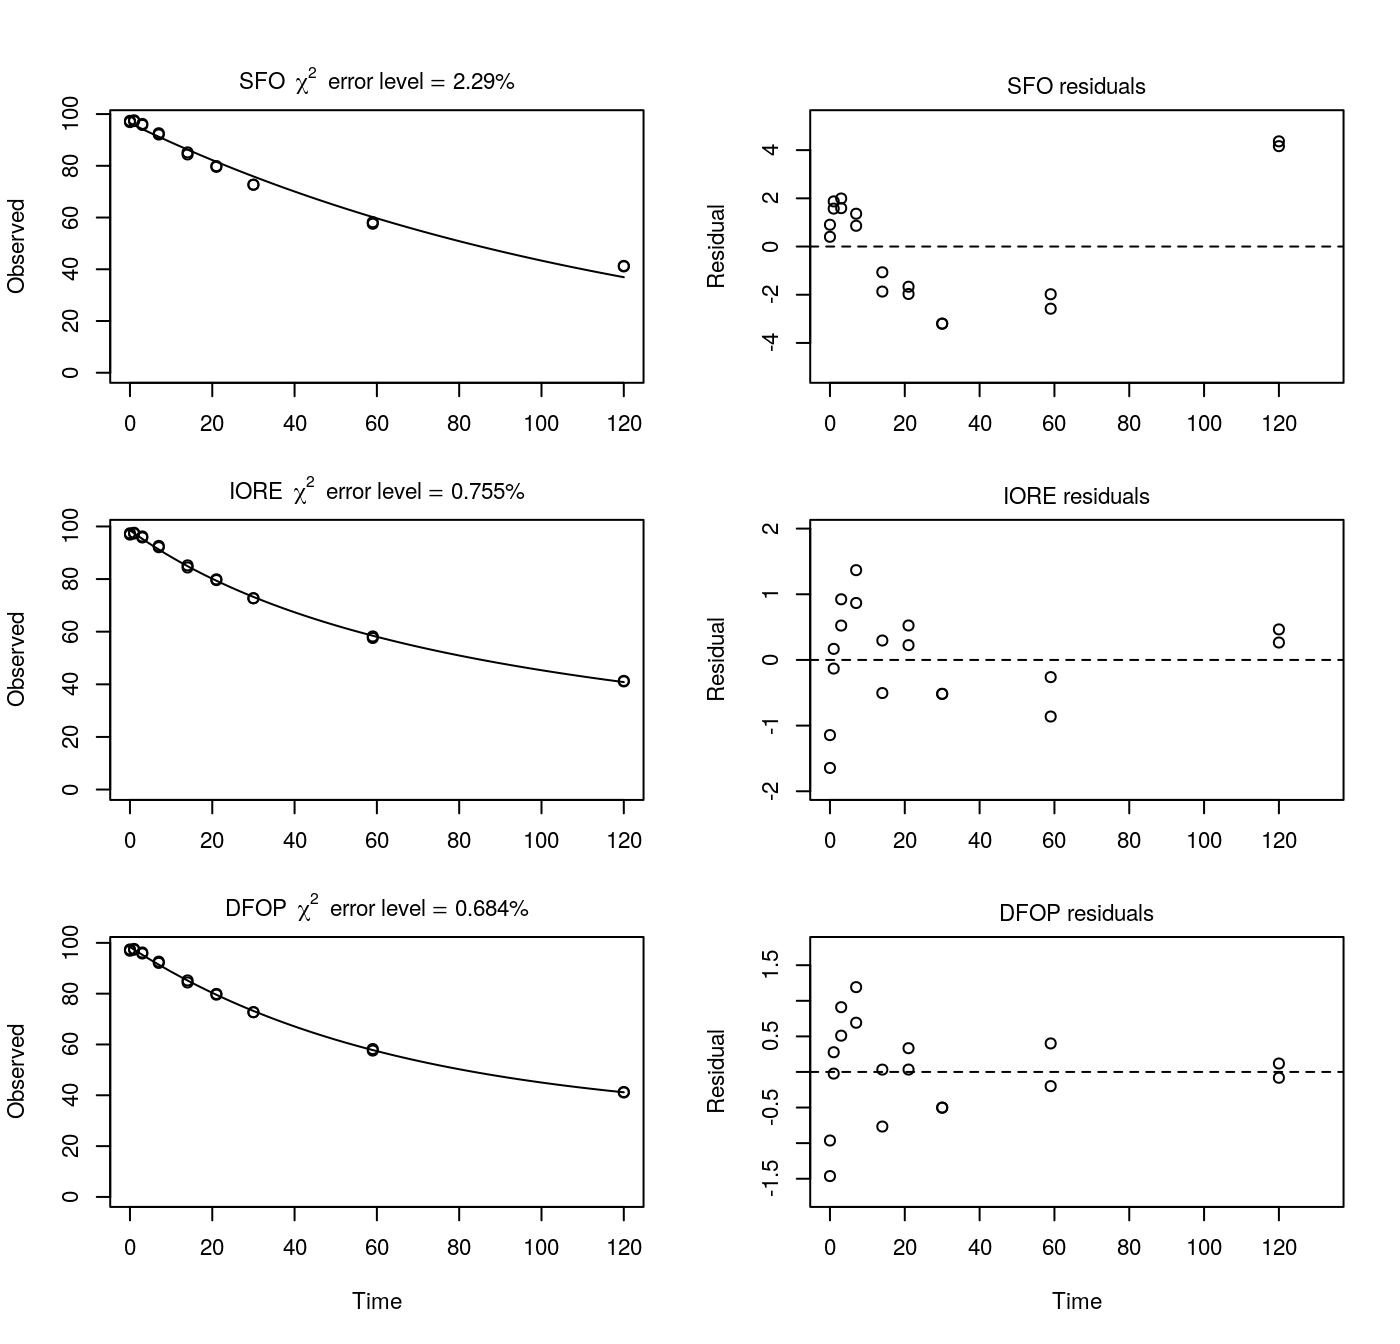 SFO χ² error level = 2.29%
Observed
100
80
60
40
20
0
0 20 40 60 80 100 120
SFO residuals
Residual
4
2
0
-2
-4
0 20 40 60 80 100 120
IORE χ² error level = 0.755%
Observed
100
80
60
40
20
0
0 20 40 60 80 100 120
IORE residuals
Residual
2
1
0
-1
-2
0 20 40 60 80 100 120
DFOP χ² error level = 0.684%
Observed
100
80
60
40
20
0
0 20 40 60 80 100 120
Time
DFOP residuals
Residual
1.5
0.5
-0.5
-1.5
0 20 40 60 80 100 120
Time